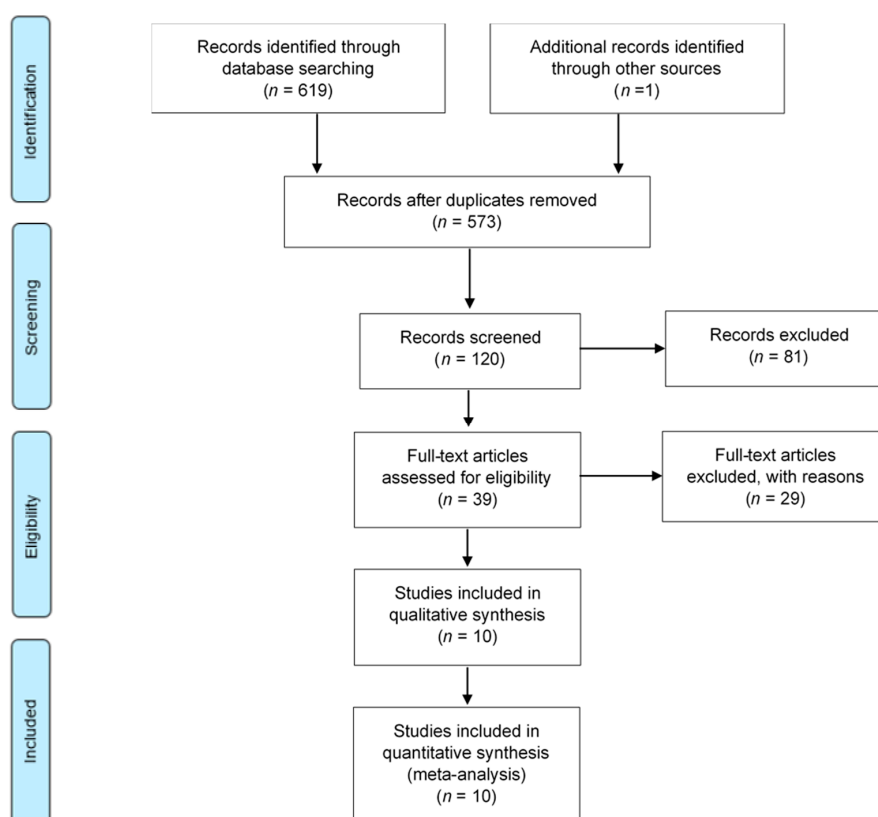 Identification
Records identified through
database searching
(n = 619)
Additional records identified
through other sources
(n =1)
Records after duplicates removed
(n = 573)
Screening
Records screened
(n = 120)
Records excluded
(n = 81)
Eligibility
Full-text articles
assessed for eligibility
(n = 39)
Full-text articles
excluded, with reasons
(n = 29)
Studies included in
qualitative synthesis
(n = 10)
Included
Studies included in
quantitative synthesis
(meta-analysis)
(n = 10)